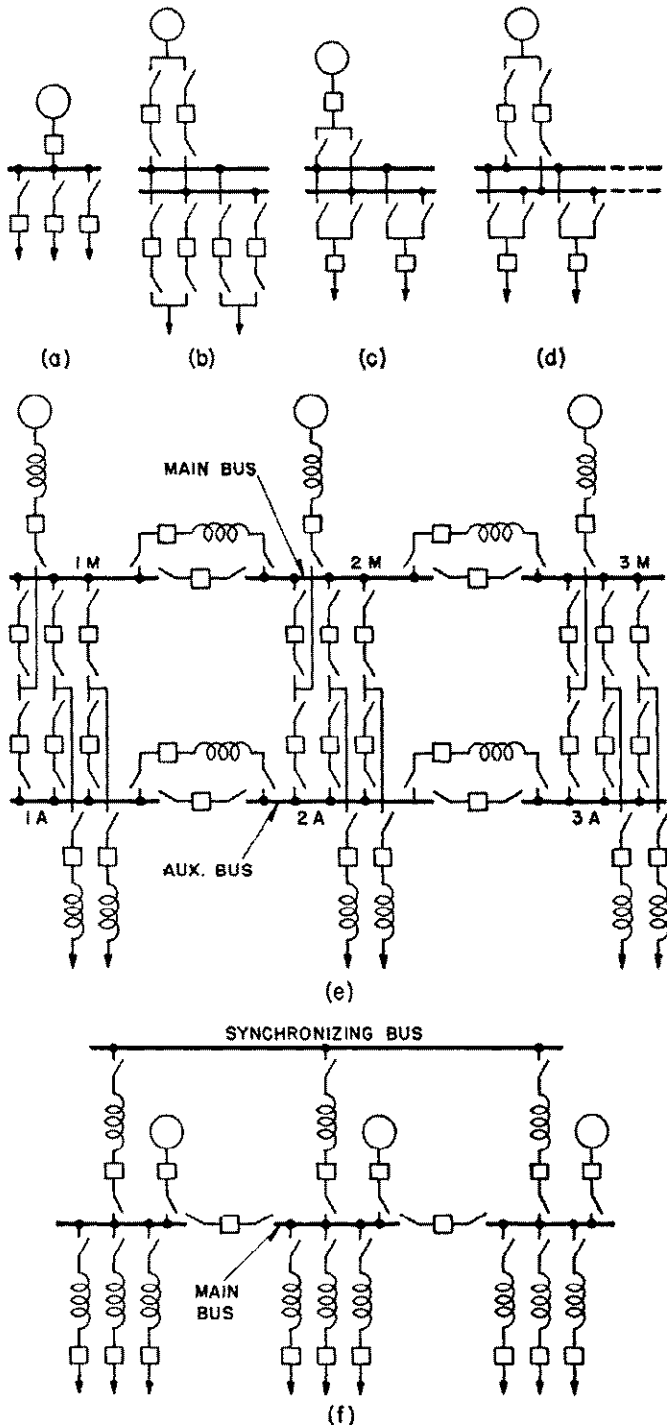 (a)
(b)
(c)
(d)
MAIN BUS
1 M
2 M
3 M
1 A
2 A
3 A
AUX. BUS
(e)
SYNCHRONIZING BUS
MAIN
BUS
(f)